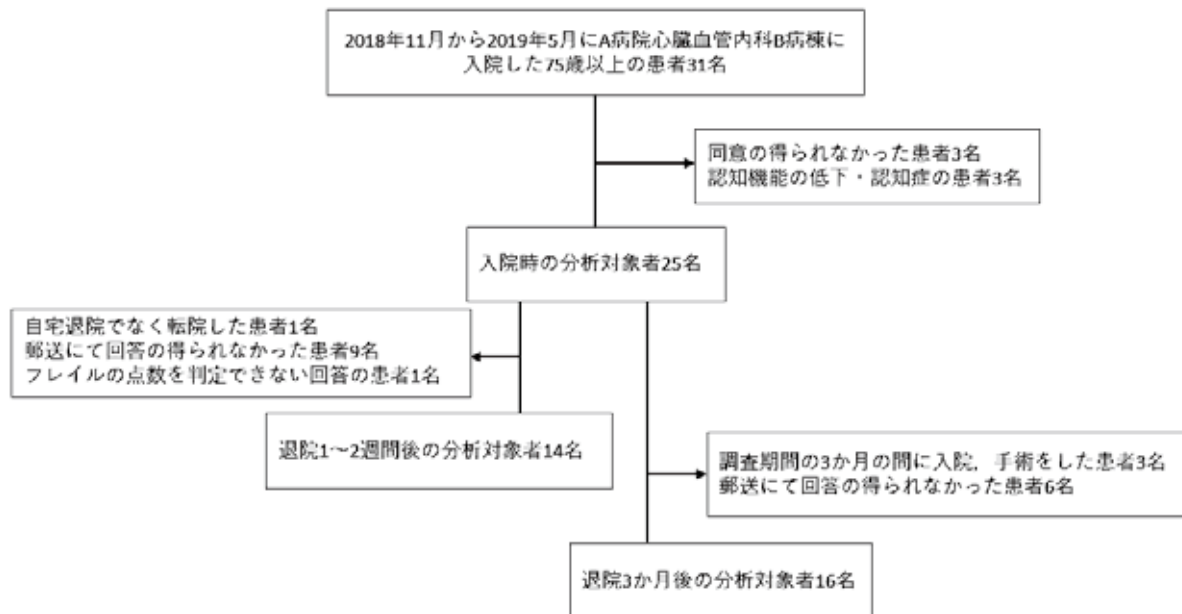 2018年11月から2019年5月にA病院心臓血管内科B病棟に
入院した75歳以上の患者31名
同意の得られなかった患者3名
認知機能の低下・認知症の患者3名
入院時の分析対象者25名
自宅退院でなく転院した患者1名
郵送にて回答の得られなかった患者9名
フレイルの点数を判定できない回答の患者1名
退院1～2週間後の分析対象者14名
調査期間の3か月の間に入院，手術をした患者3名
郵送にて回答の得られなかった患者6名
退院3か月後の分析対象者16名